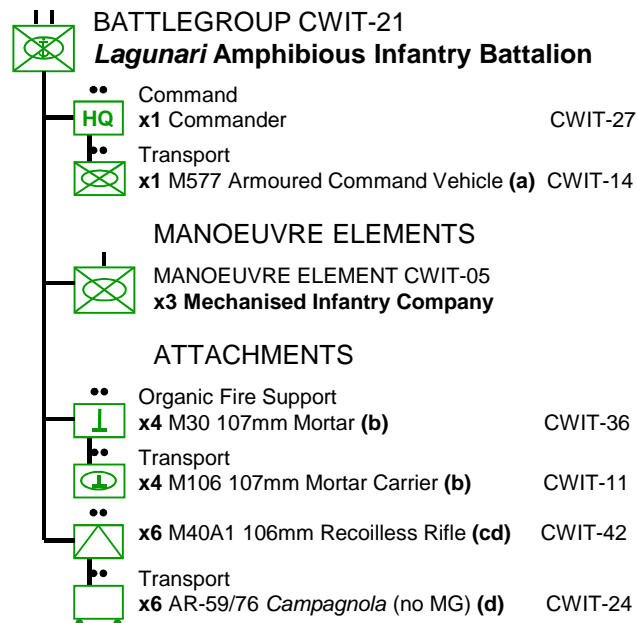 BATTLEGROUP CWIT-21
Lagunari Amphibious Infantry Battalion
Command
HQ
x1 Commander CWIT-27
Transport
x1 M577 Armoured Command Vehicle (a) CWIT-14
MANOEUVRE ELEMENTS
MANOEUVRE ELEMENT CWIT-05
x3 Mechanised Infantry Company
ATTACHMENTS
Organic Fire Support
x4 M30 107mm Mortar (b) CWIT-36
Transport
x4 M106 107mm Mortar Carrier (b) CWIT-11
x6 M40A1 106mm Recoilless Rifle (cd) CWIT-42
Transport
x6 AR-59/76 Campagnola (no MG) (d) CWIT-24